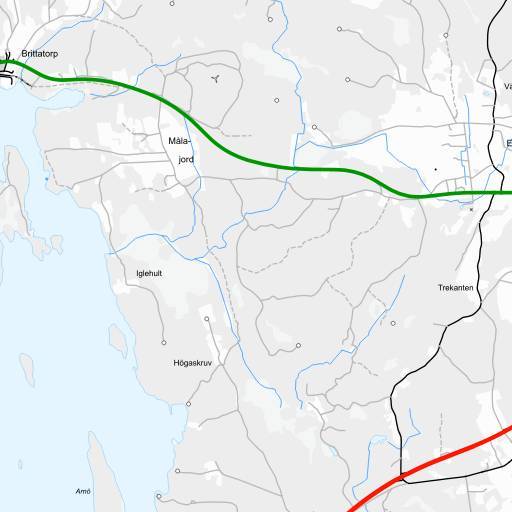 Brittatorp
Måla-
jord
Iglehult
Trekanten
Högaskruv
Arnö